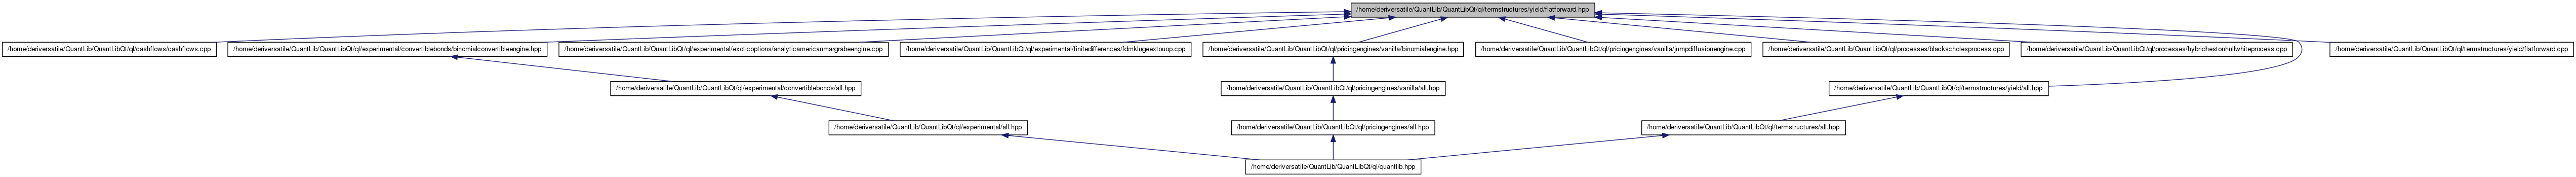 /home/deriversatile/QuantLib/QuantLibQt/ql/termstructures/yield/flatforward.hpp
/home/deriversatile/QuantLib/QuantLibQt/ql/cashflows/cashflows.cpp
/home/deriversatile/QuantLib/QuantLibQt/ql/experimental/convertiblebonds/binomialconvertibleengine.hpp
/home/deriversatile/QuantLib/QuantLibQt/ql/experimental/exoticoptions/analyticamericanmargrabeengine.cpp
/home/deriversatile/QuantLib/QuantLibQt/ql/experimental/finitedifferences/fdmklugeextouop.cpp
/home/deriversatile/QuantLib/QuantLibQt/ql/pricingengines/vanilla/binomialengine.hpp
/home/deriversatile/QuantLib/QuantLibQt/ql/pricingengines/vanilla/jumpdiffusionengine.cpp
/home/deriversatile/QuantLib/QuantLibQt/ql/processes/blackscholesprocess.cpp
/home/deriversatile/QuantLib/QuantLibQt/ql/processes/hybridhestonhullwhiteprocess.cpp
/home/deriversatile/QuantLib/QuantLibQt/ql/termstructures/yield/flatforward.cpp
/home/deriversatile/QuantLib/QuantLibQt/ql/experimental/convertiblebonds/all.hpp
/home/deriversatile/QuantLib/QuantLibQt/ql/pricingengines/vanilla/all.hpp
/home/deriversatile/QuantLib/QuantLibQt/ql/termstructures/yield/all.hpp
/home/deriversatile/QuantLib/QuantLibQt/ql/experimental/all.hpp
/home/deriversatile/QuantLib/QuantLibQt/ql/pricingengines/all.hpp
/home/deriversatile/QuantLib/QuantLibQt/ql/termstructures/all.hpp
/home/deriversatile/QuantLib/QuantLibQt/ql/quantlib.hpp